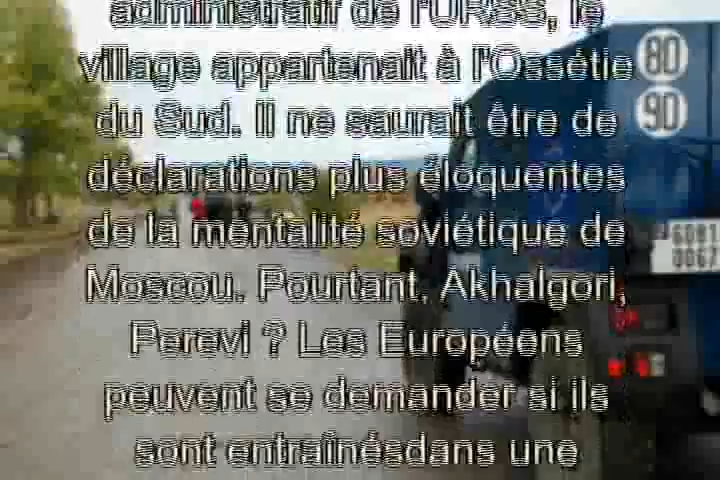 administratif de l'URSS, le
village appartenait à l'Ossétie
du Sud. Il ne saurait être de
déclarations plus éloquentes
de la mentalité soviétique de
Moscou. Pourtant, Akhalgori,
Perevi ? Les Européens
peuvent se demander si ils
sont entraînésdans une
80
90
6081
0067